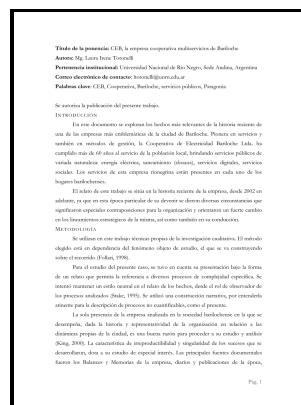 Título de la ponencia: CEB, la empresa cooperativa multiservicios de Bariloche
Autora: Mg. Laura Irene Totonelli
Pertenencia institucional: Universidad Nacional de Río Negro, Sede Andina, Argentina
Correo electrónico de contacto: ltotonelli@unrn.edu.ar
Palabras clave: CEB, Cooperativa, Bariloche, servicios públicos, Patagonia
Se autoriza la publicación del presente trabajo.
INTRODUCCIÓN
En este documento se exploran los hechos más relevantes de la historia reciente de
una de las empresas más emblemáticas de la ciudad de Bariloche. Pionera en servicios y
también en métodos de gestión, la Cooperativa de Electricidad Bariloche Ltda. ha
cumplido más de 60 años al servicio de la población local, brindando servicios públicos de
variada naturaleza: energía eléctrica, saneamiento (cloacas), servicios digitales, servicios
sociales. Los servicios de esta empresa rionegrina están presentes en cada uno de los
hogares barilochenses.
El relato de este trabajo se sitúa en la historia reciente de la empresa, desde 2002 en
adelante, ya que en esta época particular de su devenir se dieron diversas circunstancias que
significaron especiales contraposiciones para la organización y orientaron un fuerte cambio
en los lineamientos estratégicos de la misma, así como también en su conducción.
METODOLOGÍA
Se utilizan en este trabajo técnicas propias de la investigación cualitativa. El método
elegido está en dependencia del fenómeno objeto de estudio, el que se va construyendo
sobre el recorrido (Follari, 1998).
Para el estudio del presente caso, se tuvo en cuenta su presentación bajo la forma
de un relato que permita la referencia a diversos procesos de complejidad específica. Se
intentó mantener un estilo neutral en el relato de los hechos, desde el rol de observador de
los procesos analizados (Stake, 1995). Se utilizó una construcción narrativa, por entenderla
afín para la descripción de procesos no cuantificables, como el presente.
La sola presencia de la empresa analizada en la sociedad barilochense en la que se
desempeña, dada la historia y representatividad de la organización en relación a las
dinámicas propias de la ciudad, es una buena razón para proceder a su estudio y análisis
(King, 2000). La característica de irreproducibilidad y singularidad de los sucesos que se
desarrollaron, dota a su estudio de especial interés. Las principales fuentes documentales
fueron los Balances y Memorias de la empresa, diarios y publicaciones de la época,
Pág. 1